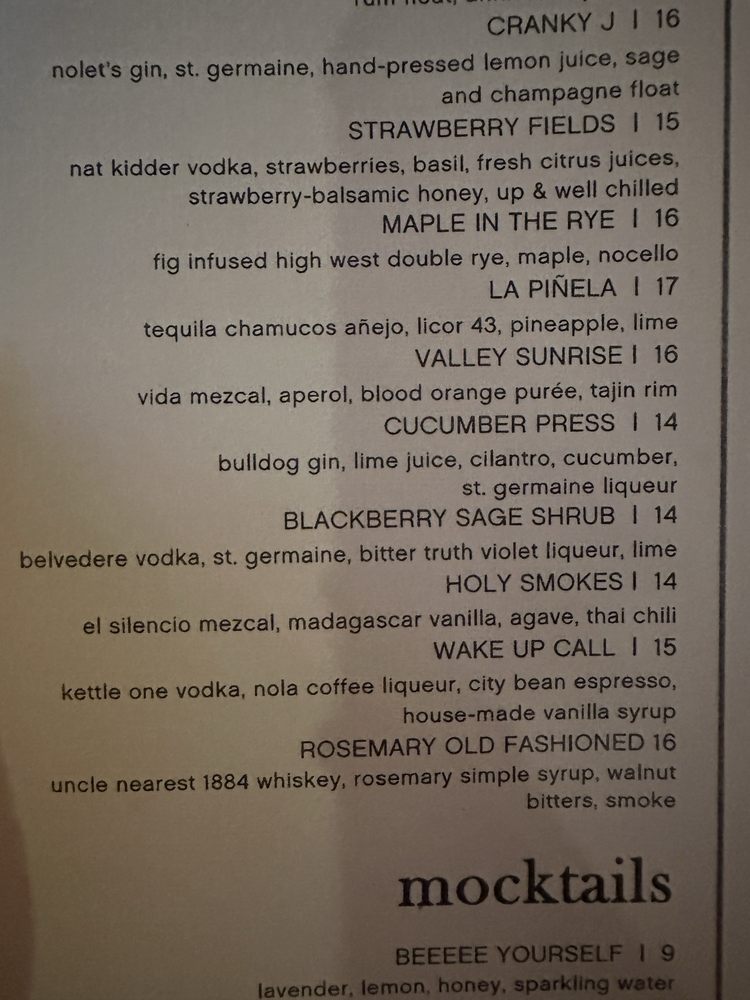 CRANKY J | 16
nolet's gin, st. germaine, hand-pressed lemon juice, sage
and champagne float
STRAWBERRY FIELDS | 15
nat kidder vodka, strawberries, basil, fresh citrus juices,
strawberry-balsamic honey, up & well chilled
MAPLE IN THE RYE | 16
fig infused high west double rye, maple, nocello
LA PIÑELA | 17
tequila chamucos añejo, licor 43, pineapple, lime
VALLEY SUNRISE | 16
vida mezcal, aperol, blood orange purée, tajin rim
CUCUMBER PRESS | 14
bulldog gin, lime juice, cilantro, cucumber,
st. germaine liqueur
BLACKBERRY SAGE SHRUB | 14
belvedere vodka, st. germaine, bitter truth violet liqueur, lime
HOLY SMOKES | 14
el silencio mezcal, madagascar vanilla, agave, thai chili
WAKE UP CALL | 15
kettle one vodka, nola coffee liqueur, city bean espresso,
house-made vanilla syrup
ROSEMARY OLD FASHIONED 16
uncle nearest 1884 whiskey, rosemary simple syrup, walnut
bitters, smoke
mocktails
BEEEEE YOURSELF | 9
lavender, lemon, honey, sparkling water